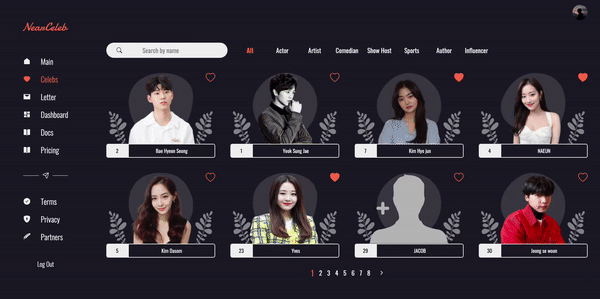 NearCeleb
Search by name
All Actor Artist Comedian Show Host Sports Author Influencer
Main
Celebs
Letter
Dashboard
Docs
Pricing
Terms
Privacy
Partners
Log Out
2 Bae Hyeon Seong
1 Yook Sung Jae
7 Kim Hye jun
4 NAEUN
5 Kim Dasom
23 Yves
29 JACOB
30 Jeong se woon
1 2 3 4 5 6 7 8 >